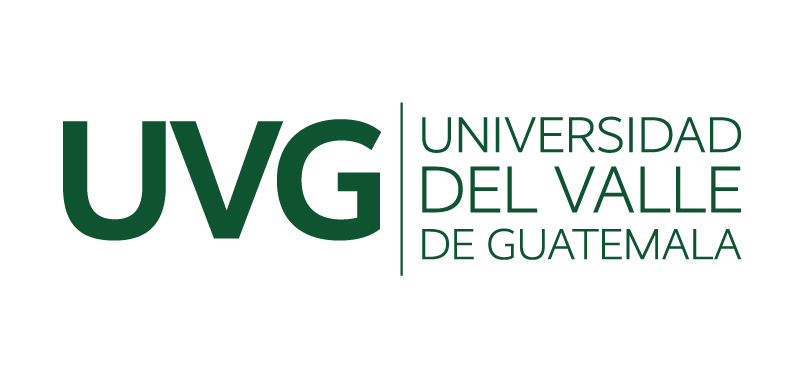 UVG
UNIVERSIDAD
DEL VALLE
DE GUATEMALA